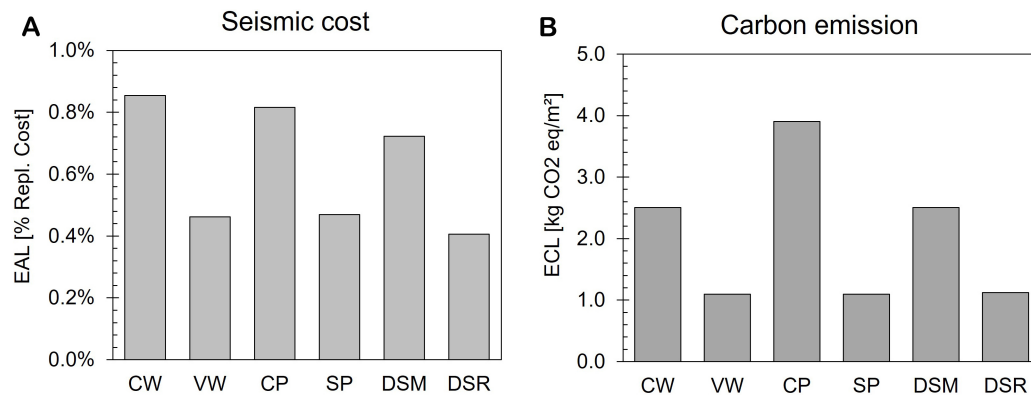 A
Seismic cost
EAL [% Repl. Cost]
1.0%
0.8%
0.6%
0.4%
0.2%
0.0%
CW VW CP SP DSM DSR
B
Carbon emission
ECL [kg CO2 eq/m²]
5.0
4.0
3.0
2.0
1.0
0.0
CW VW CP SP DSM DSR